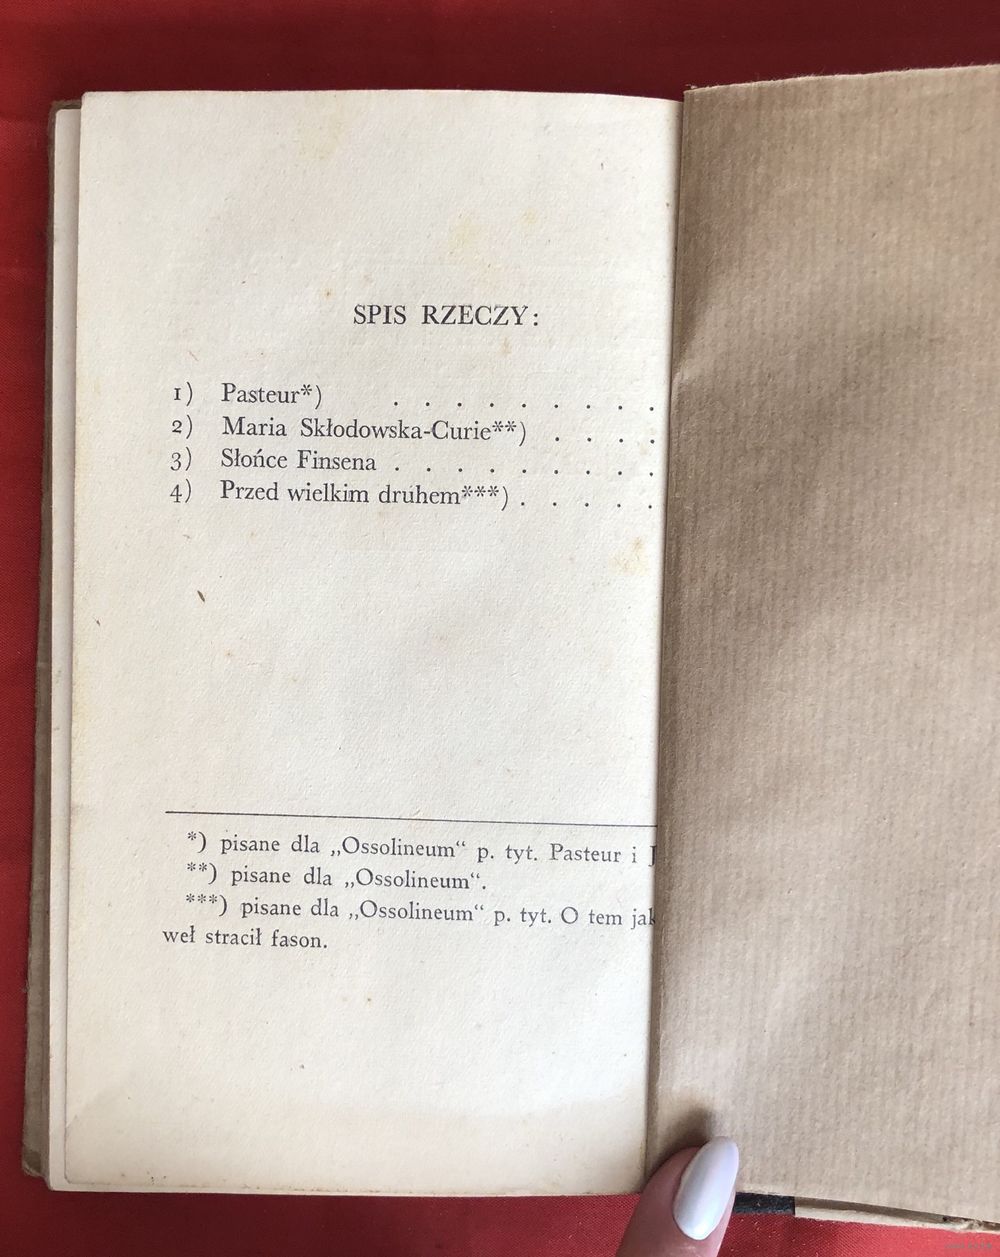 SPIS RZECZY:
1) Pasteur*) . . . . . . . . .
2) Maria Skłodowska-Curie**) . . . .
3) Słońce Finsena . . . . . . . . .
4) Przed wielkim druhem***) . . . . .
*) pisane dla „Ossolineum“ p. tyt. Pasteur i
**) pisane dla „Ossolineum“.
***) pisane dla „Ossolineum“ p. tyt. O tem jak
weł stracił fason.